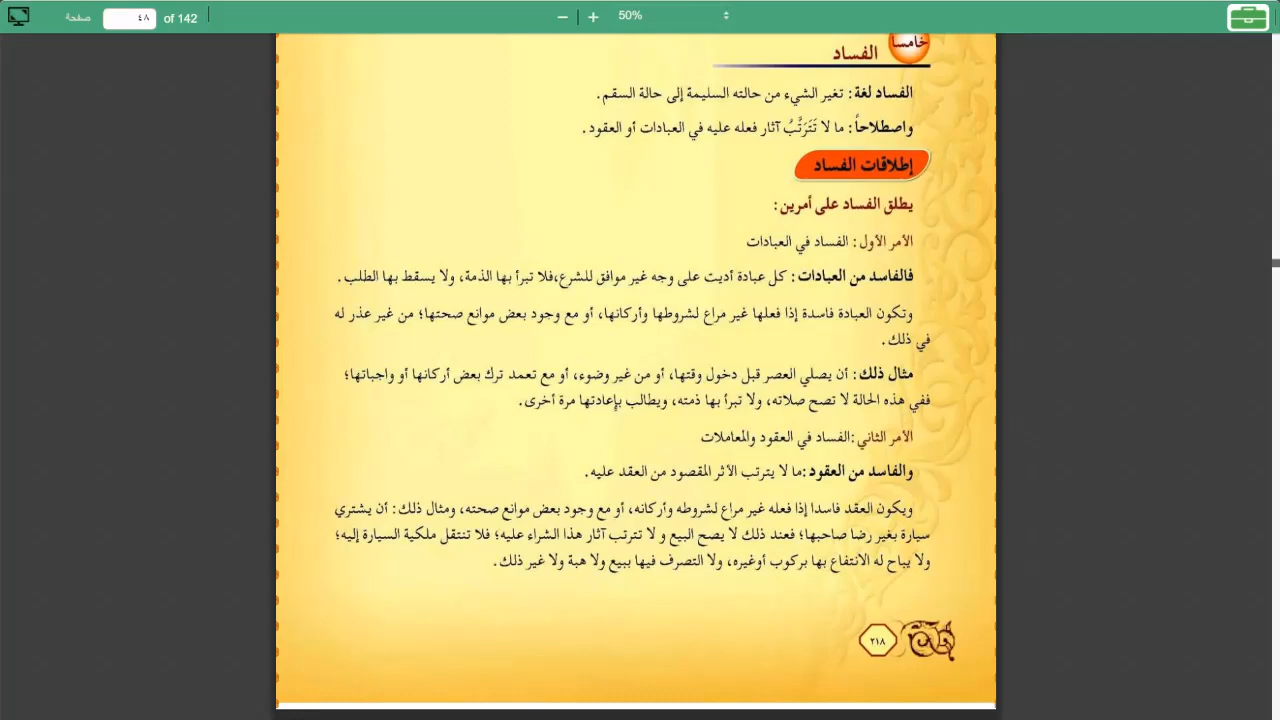 صفحة ٤٨ of 142
50%
خامسا
الفساد
الفساد لغة : تغير الشيء من حالته السليمة إلى حالة السقم .
واصطلاحاً : ما لا تَتَرَتَّبُ آثار فعله عليه في العبادات أو العقود .
إطلاقات الفساد
يطلق الفساد على أمرين :
الأمر الأول : الفساد في العبادات
فالفاسد من العبادات : كل عبادة أديت على وجه غير موافق للشرع،فلا تبرأ بها الذمة، ولا يسقط بها الطلب .
وتكون العبادة فاسدة إذا فعلها غير مراع لشروطها وأركانها، أو مع وجود بعض موانع صحتها؛ من غير عذر له
في ذلك .
مثال ذلك : أن يصلي العصر قبل دخول وقتها، أو من غير وضوء، أو مع تعمد ترك بعض أركانها أو واجباتها؛
ففي هذه الحالة لا تصح صلاته، ولا تبرأ بها ذمته، ويطالب بإعادتها مرة أخرى.
الأمر الثاني :الفساد في العقود والمعاملات
والفاسد من العقود :ما لا يترتب الأثر المقصود من العقد عليه .
ويكون العقد فاسدا إذا فعله غير مراع لشروطه وأركانه، أو مع وجود بعض موانع صحته، ومثال ذلك : أن يشتري
سيارة بغير رضا صاحبها؛ فعند ذلك لا يصح البيع و لا تترتب آثار هذا الشراء عليه؛ فلا تنتقل ملكية السيارة إليه؛
ولا يباح له الانتفاع بها بركوب أوغيره، ولا التصرف فيها ببيع ولا هبة ولا غير ذلك .
٢١٨